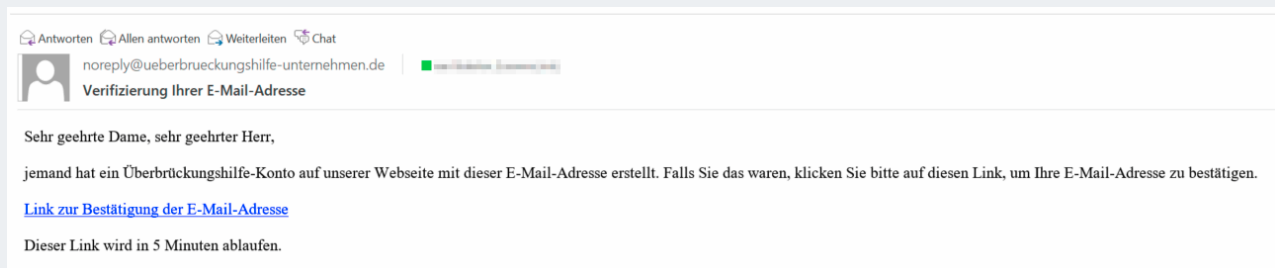 Antworten Allen antworten Weiterleiten Chat
noreply@ueberbrueckungshilfe-unternehmen.de
Verifizierung Ihrer E-Mail-Adresse
Sehr geehrte Dame, sehr geehrter Herr,
jemand hat ein Überbrückungshilfe-Konto auf unserer Webseite mit dieser E-Mail-Adresse erstellt. Falls Sie das waren, klicken Sie bitte auf diesen Link, um Ihre E-Mail-Adresse zu bestätigen.
Link zur Bestätigung der E-Mail-Adresse
Dieser Link wird in 5 Minuten ablaufen.